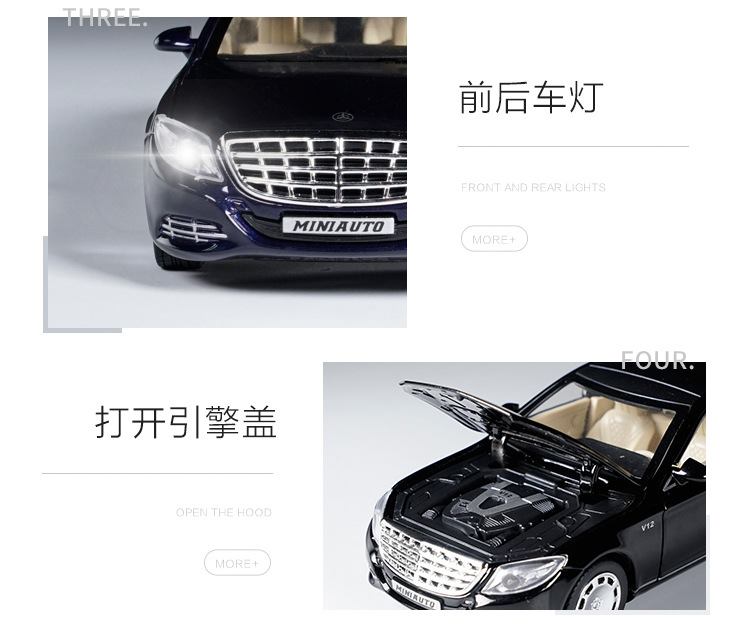 THREE.
前后车灯
FRONT AND REAR LIGHTS
MORE+
MINIAUTO
FOUR.
打开引擎盖
OPEN THE HOOD
MORE+
V12
MINIAUTO